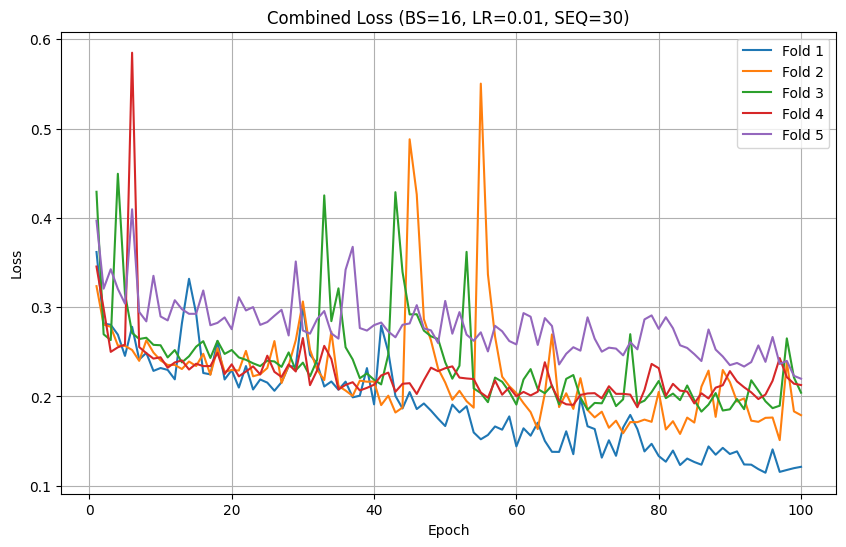 Combined Loss (BS=16, LR=0.01, SEQ=30)
Fold 1
Fold 2
Fold 3
Fold 4
Fold 5
Loss
0.6
0.5
0.4
0.3
0.2
0.1
0 20 40 60 80 100
Epoch